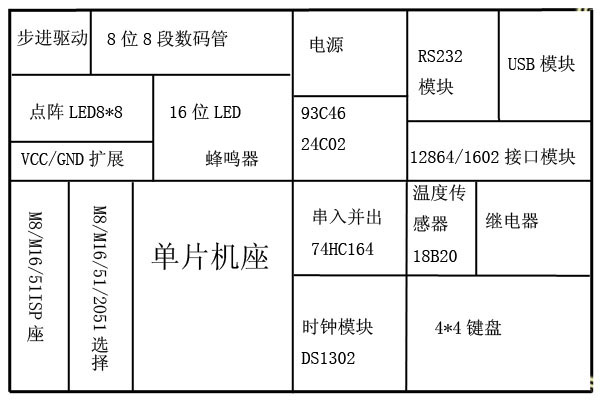 步进驱动
8 位 8 段数码管
电源
RS232
模块
USB 模块
点阵 LED8*8
16 位 LED
蜂鸣器
93C46
24C02
VCC/GND 扩展
12864/1602 接口模块
M8/M16/51ISP 座
M8/M16/51/2051 选择
单片机座
串入并出
74HC164
温度传
感器
18B20
继电器
时钟模块
DS1302
4*4 键盘